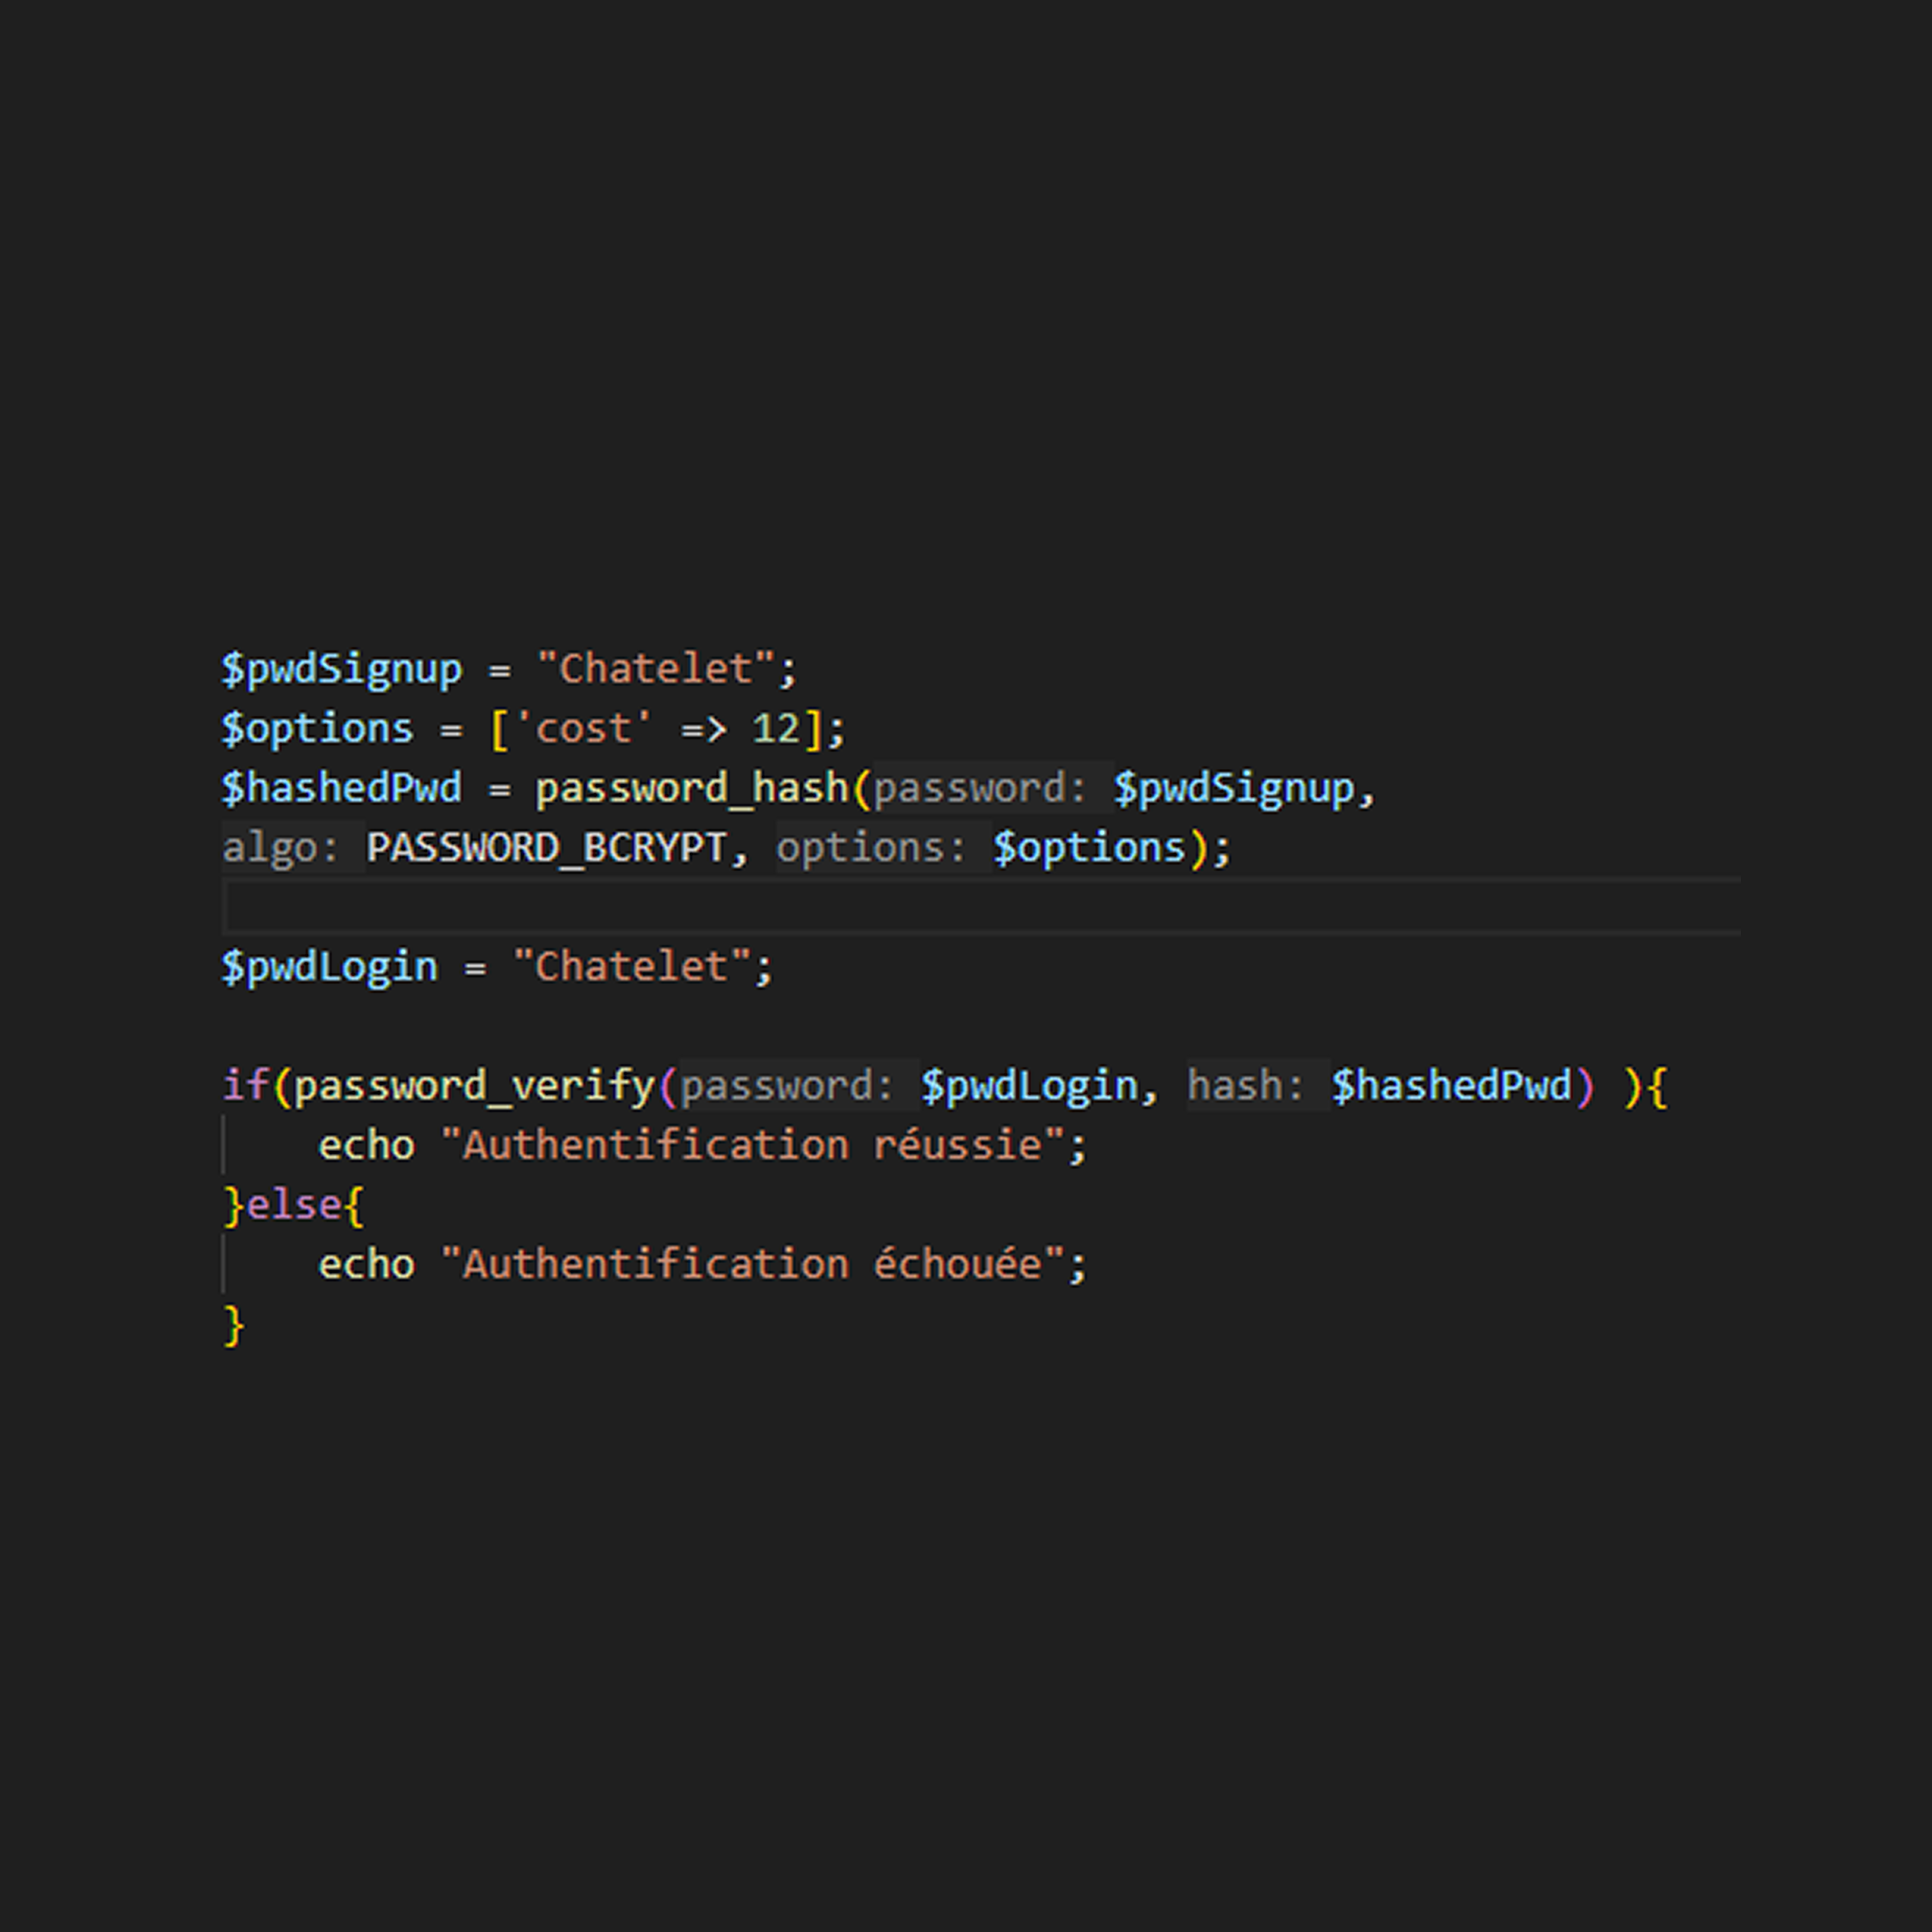 $pwdSignup = "Chatelet";
$options = ['cost' => 12];
$hashedPwd = password_hash(password: $pwdSignup,
algo: PASSWORD_BCRYPT, options: $options);
$pwdLogin = "Chatelet";
if(password_verify(password: $pwdLogin, hash: $hashedPwd) ){
    echo "Authentification réussie";
}else{
    echo "Authentification échouée";
}